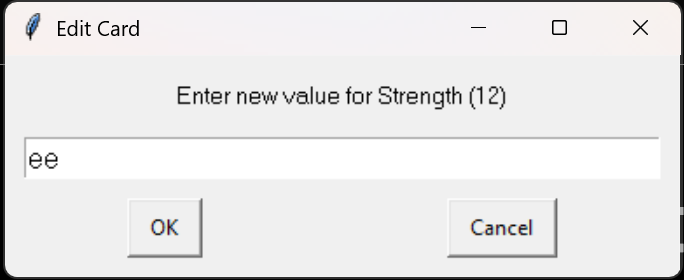 Edit Card
Enter new value for Strength (12)
ee
OK Cancel